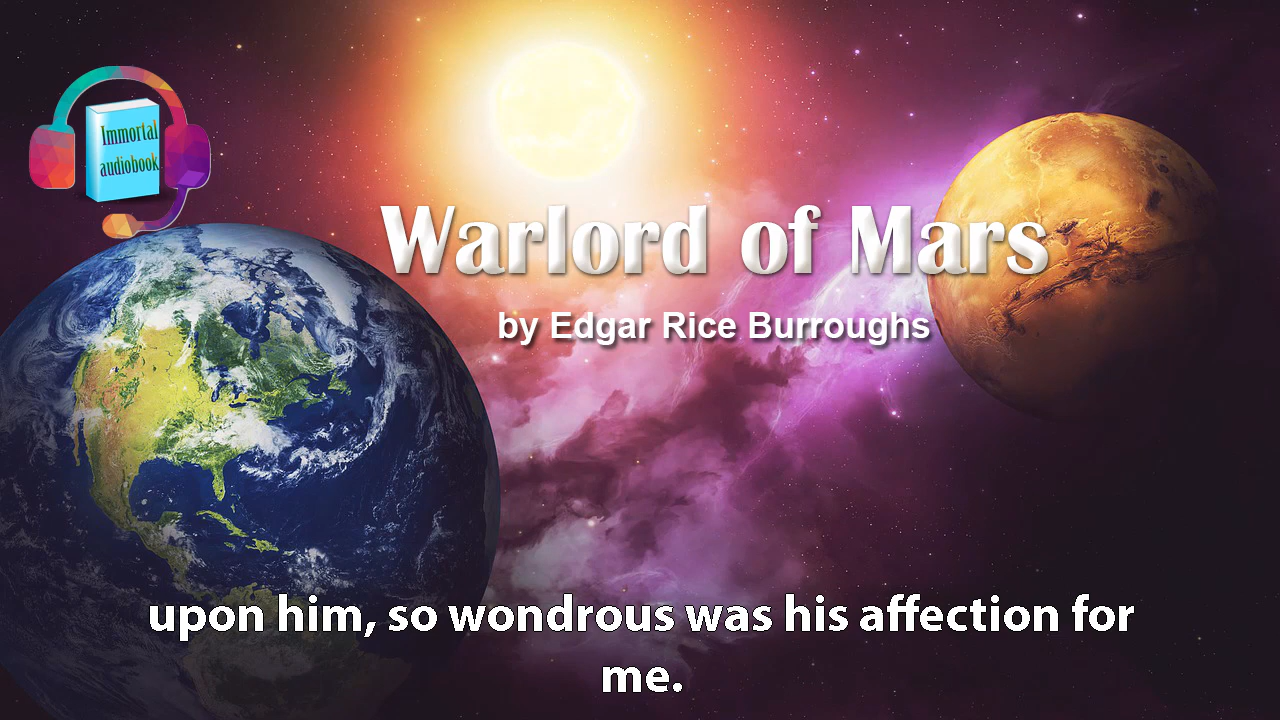 Immortal
audiobook
Warlord of Mars
by Edgar Rice Burroughs
upon him, so wondrous was his affection for
me.